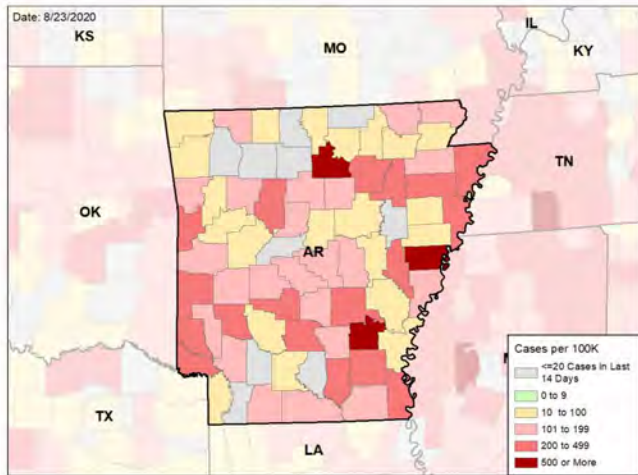 Date: 8/23/2020
KS
MO
IL
KY
OK
AR
TN
TX
LA
Cases per 100K
<=20 Cases in Last
14 Days
0 to 9
10 to 100
101 to 199
200 to 499
500 or More